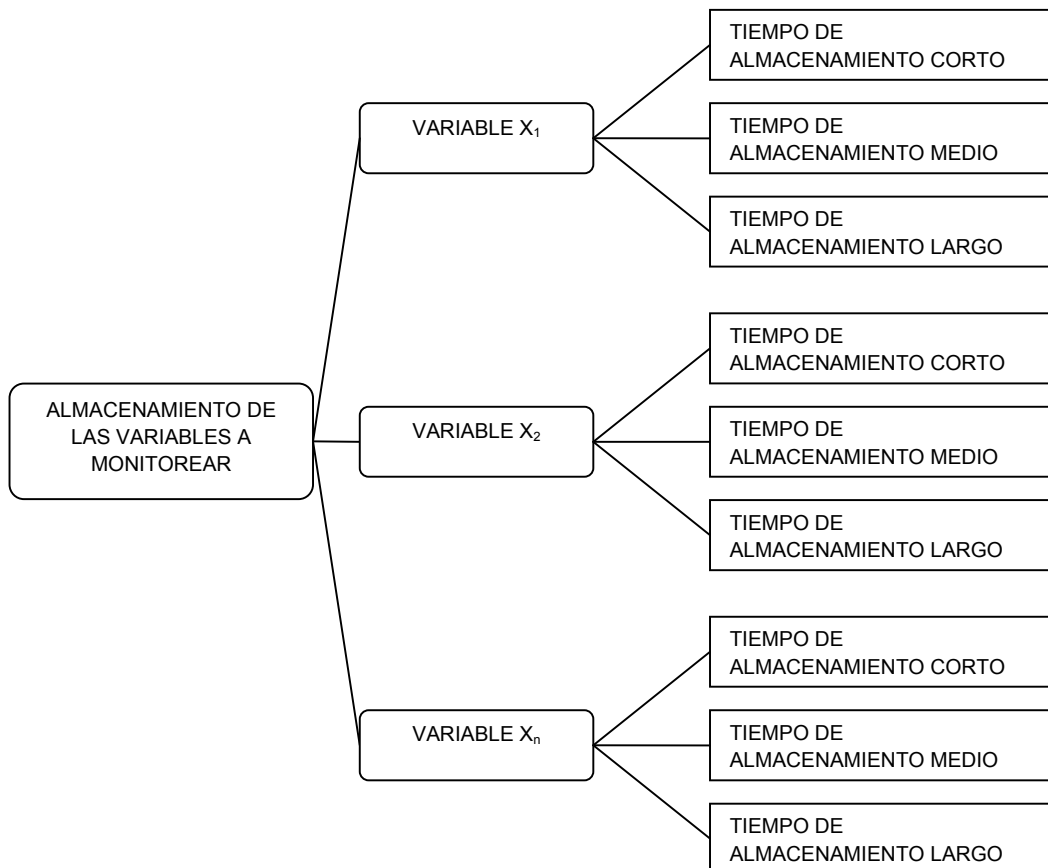 TIEMPO DE
ALMACENAMIENTO CORTO
VARIABLE X₁
TIEMPO DE
ALMACENAMIENTO MEDIO
TIEMPO DE
ALMACENAMIENTO LARGO
TIEMPO DE
ALMACENAMIENTO CORTO
ALMACENAMIENTO DE
LAS VARIABLES A
MONITOREAR
VARIABLE X₂
TIEMPO DE
ALMACENAMIENTO MEDIO
TIEMPO DE
ALMACENAMIENTO LARGO
TIEMPO DE
ALMACENAMIENTO CORTO
VARIABLE Xₙ
TIEMPO DE
ALMACENAMIENTO MEDIO
TIEMPO DE
ALMACENAMIENTO LARGO